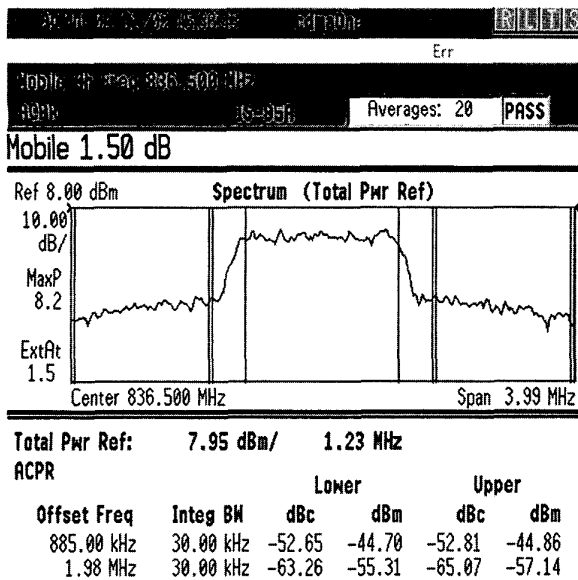 R L T S
Err
Mobile Ch Freq 836.500 MHz
ACPR IS-95A Averages: 20 PASS
Mobile 1.50 dB
Ref 8.00 dBm Spectrum (Total Pwr Ref)
10.00
dB/
MaxP
8.2
ExtAt
1.5
Center 836.500 MHz Span 3.99 MHz
Total Pwr Ref: 7.95 dBm/ 1.23 MHz
ACPR
Lower Upper
Offset Freq Integ BW dBc dBm dBc dBm
885.00 kHz 30.00 kHz -52.65 -44.70 -52.81 -44.86
1.98 MHz 30.00 kHz -63.26 -55.31 -65.07 -57.14